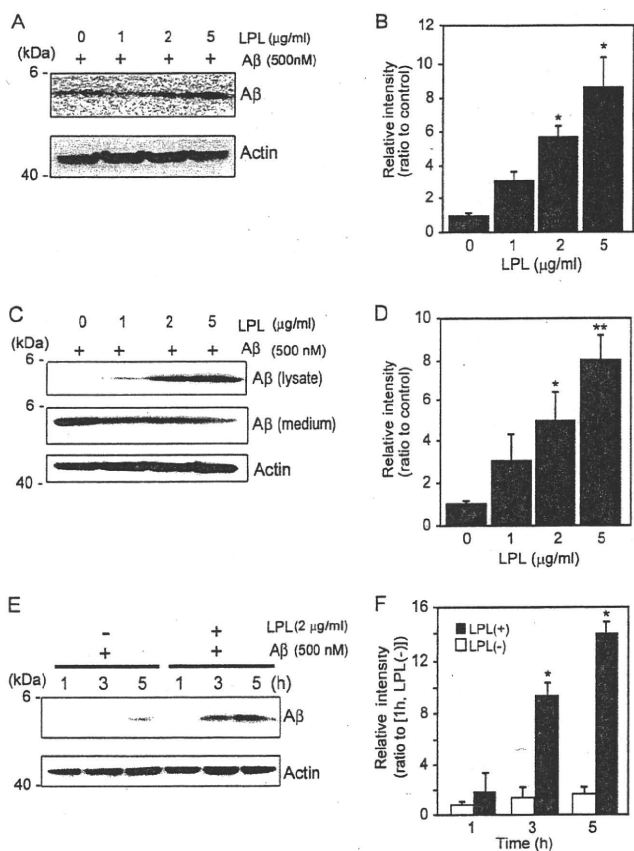 A
0 1 2 5 LPL (μg/ml)
(kDa) + + + + Aβ (500nM)
6 -
Aβ
Actin
40 -
B
Relative intensity
(ratio to control)
12
10
8
6
4
2
0
*
*
0 1 2 5
LPL (μg/ml)
C
0 1 2 5 LPL (μg/ml)
(kDa) + + + + Aβ (500 nM)
6 -
Aβ (lysate)
6 -
Aβ (medium)
Actin
40 -
D
Relative intensity
(ratio to control)
10
8
6
4
2
0
*
**
0 1 2 5
LPL (μg/ml)
E
- + LPL(2 μg/ml)
+ + Aβ (500 nM)
(kDa) 1 3 5 1 3 5 (h)
6 -
Aβ
Actin
40 -
F
Relative intensity
(ratio to [1h, LPL(-)])
16
12
8
4
2
0
LPL(+)
LPL(-)
*
*
1 3 5
Time (h)